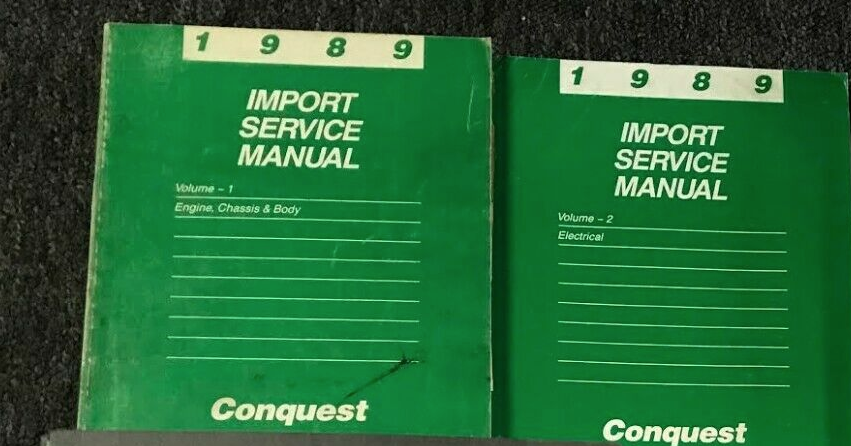 1 9 8 9
IMPORT
SERVICE
MANUAL
Volume - 1
Engine, Chassis & Body
Conquest
1 9 8 9
IMPORT
SERVICE
MANUAL
Volume - 2
Electrical
Conquest